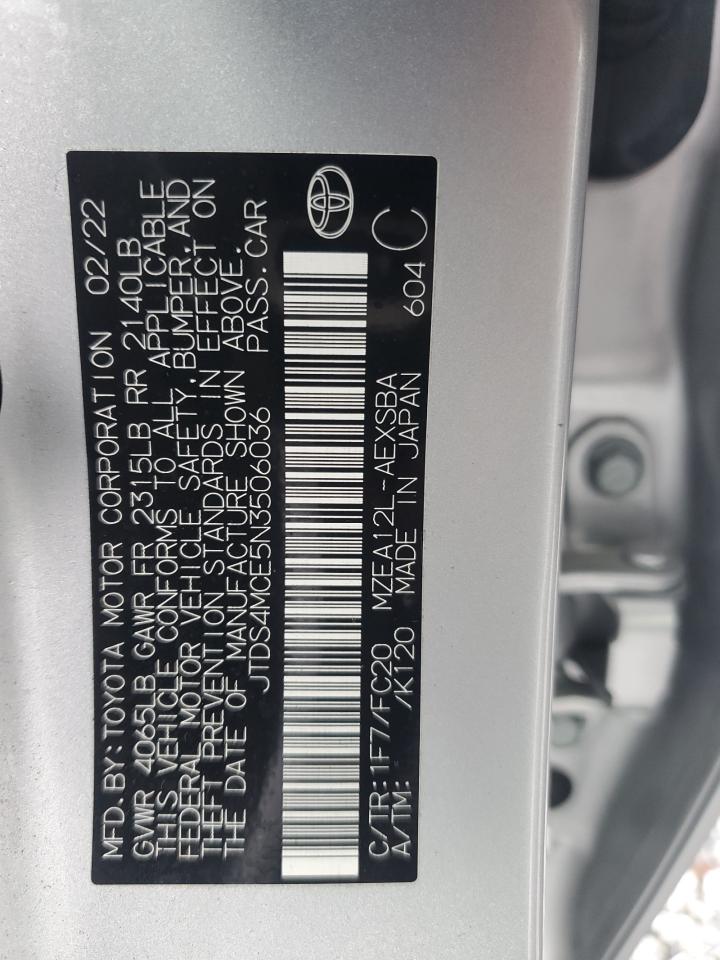 MFD.BY:TOYOTA MOTOR CORPORATION 02/22
GVWR 4065LB GAWR FR 2315LB RR 2140LB
THIS VEHICLE CONFORMS TO ALL APPLICABLE
FEDERAL MOTOR VEHICLE SAFETY,BUMPER,AND
THEFT PREVENTION STANDARDS IN EFFECT ON
THE DATE OF MANUFACTURE SHOWN ABOVE.
JTDS4MCE5N3506036 PASS.CAR
C/TR:1F7/FC20 MZEA12L-AEXSBA C
A/TM: /K120 MADE IN JAPAN 604